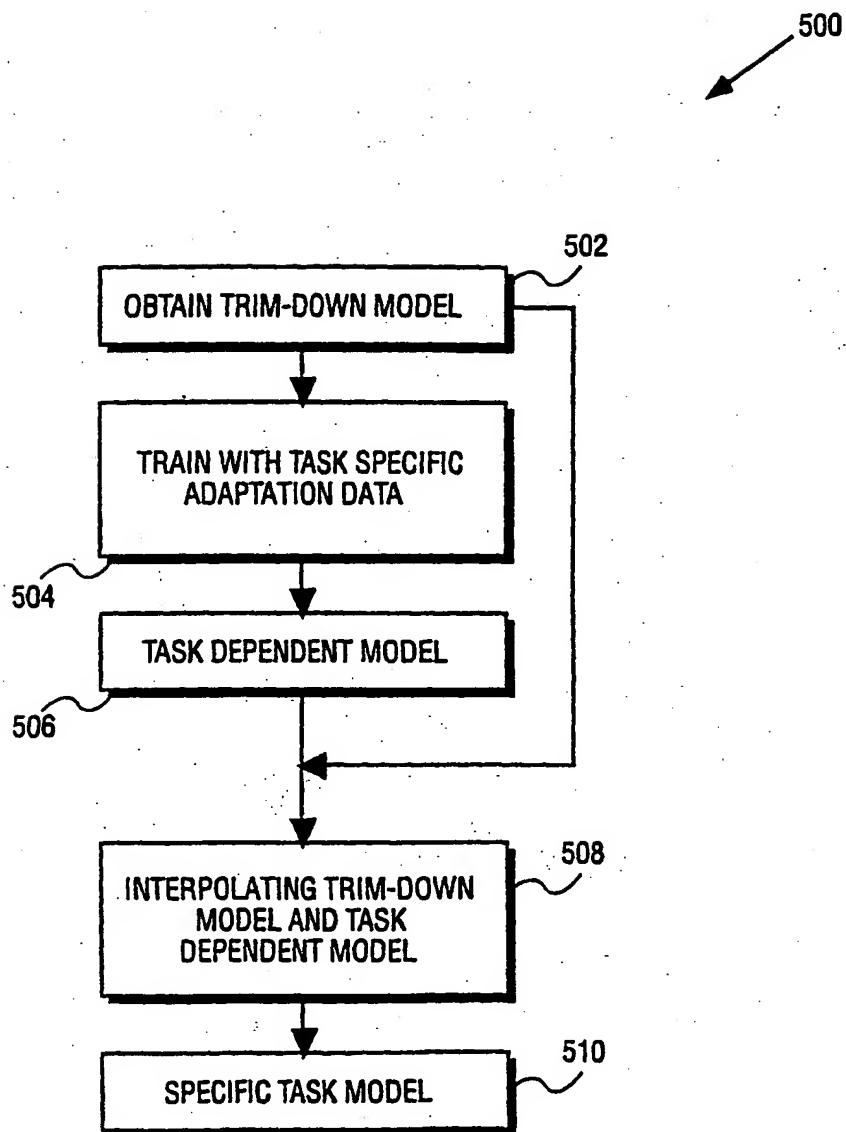 500
502
OBTAIN TRIM-DOWN MODEL
TRAIN WITH TASK SPECIFIC
ADAPTATION DATA
504
TASK DEPENDENT MODEL
506
508
INTERPOLATING TRIM-DOWN
MODEL AND TASK
DEPENDENT MODEL
510
SPECIFIC TASK MODEL